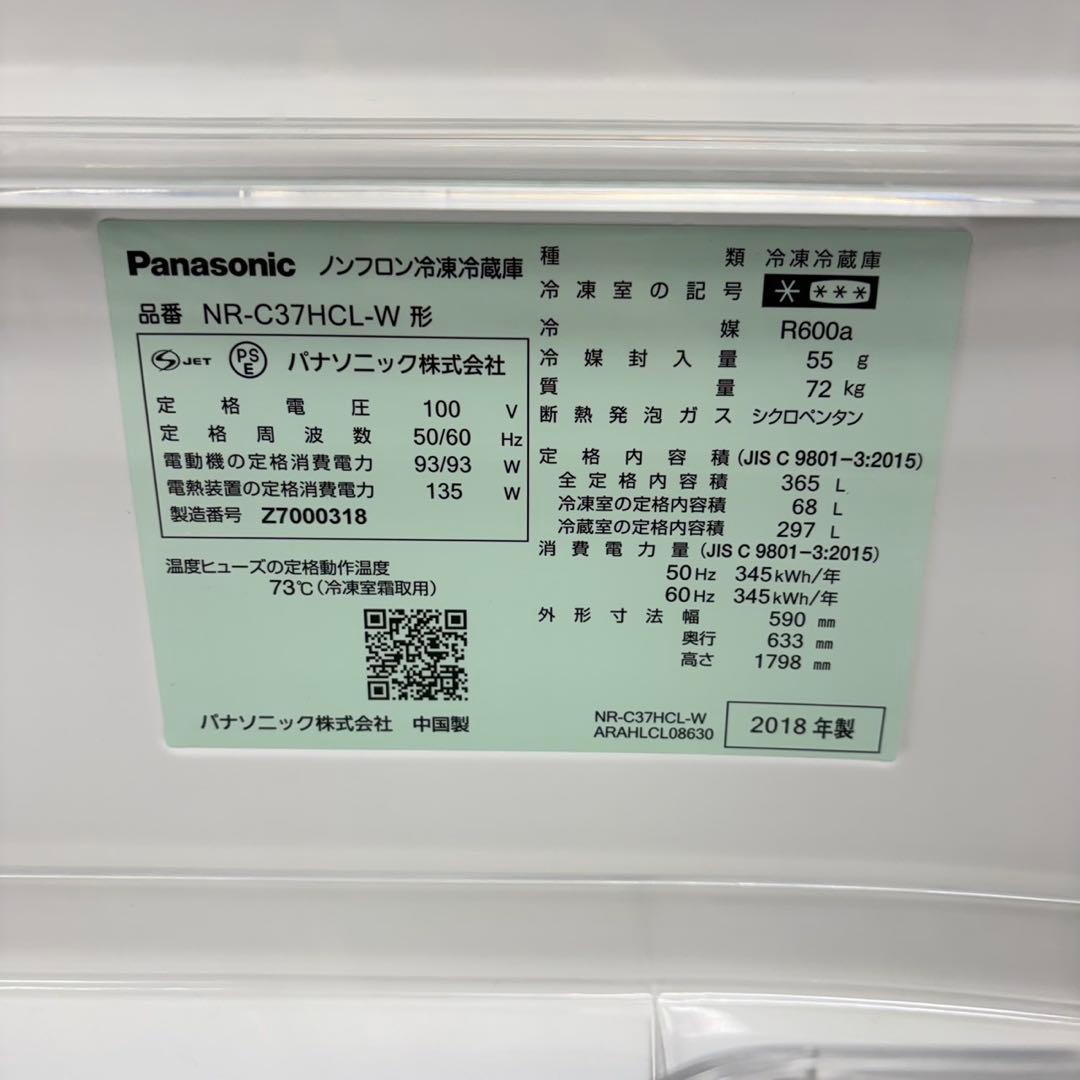 Panasonic ノンフロン冷凍冷蔵庫
品番 NR-C37HCL-W 形
S JET PS E パナソニック株式会社
定格電圧 100 V
定格周波数 50/60 Hz
電動機の定格消費電力 93/93 W
電熱装置の定格消費電力 135 W
製造番号 Z7000318
温度ヒューズの定格動作温度
73℃(冷凍室霜取用)
パナソニック株式会社 中国製
種類 冷凍冷蔵庫
冷凍室の記号 * ***
冷媒 R600a
冷媒封入量 55 g
質量 72 kg
断熱発泡ガス シクロペンタン
定格内容積 (JIS C 9801-3:2015)
全定格内容積 365 L
冷凍室の定格内容積 68 L
冷蔵室の定格内容積 297 L
消費電力量 (JIS C 9801-3:2015)
50Hz 345kWh/年
60Hz 345kWh/年
外形寸法 幅 590 mm
奥行 633 mm
高さ 1798 mm
NR-C37HCL-W
ARAHLCL08630
2018年製